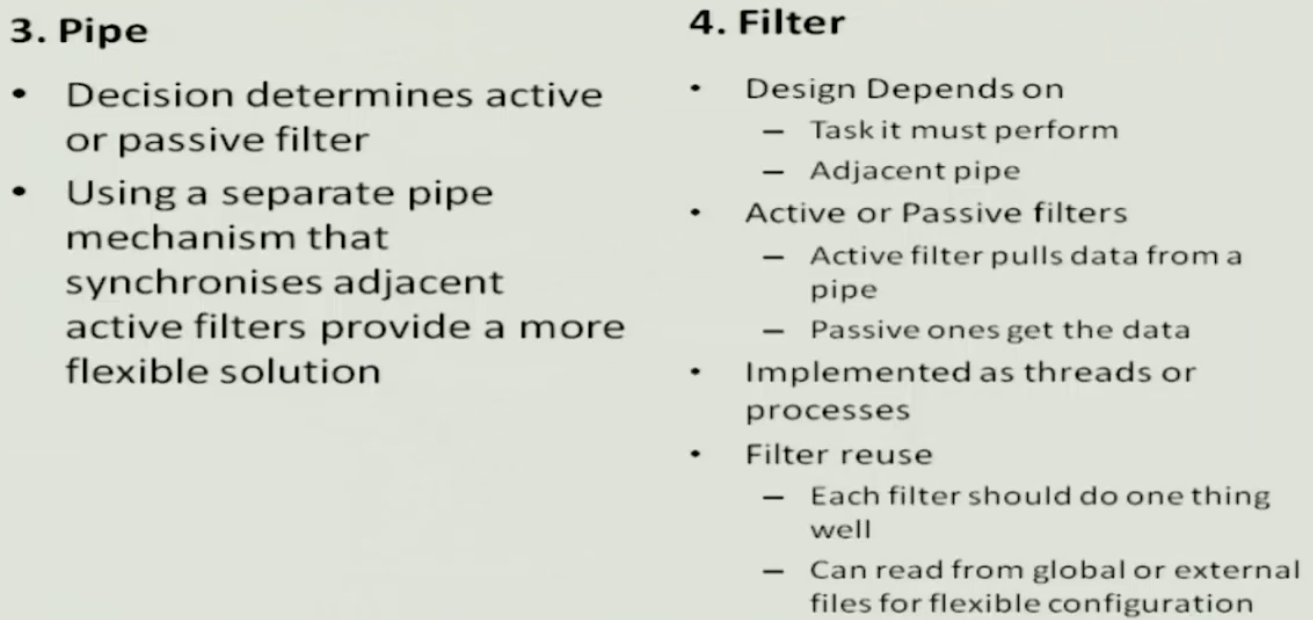 3. Pipe
• Decision determines active
or passive filter
• Using a separate pipe
mechanism that
synchronises adjacent
active filters provide a more
flexible solution
4. Filter
• Design Depends on
– Task it must perform
– Adjacent pipe
• Active or Passive filters
– Active filter pulls data from a
pipe
– Passive ones get the data
• Implemented as threads or
processes
• Filter reuse
– Each filter should do one thing
well
– Can read from global or external
files for flexible configuration